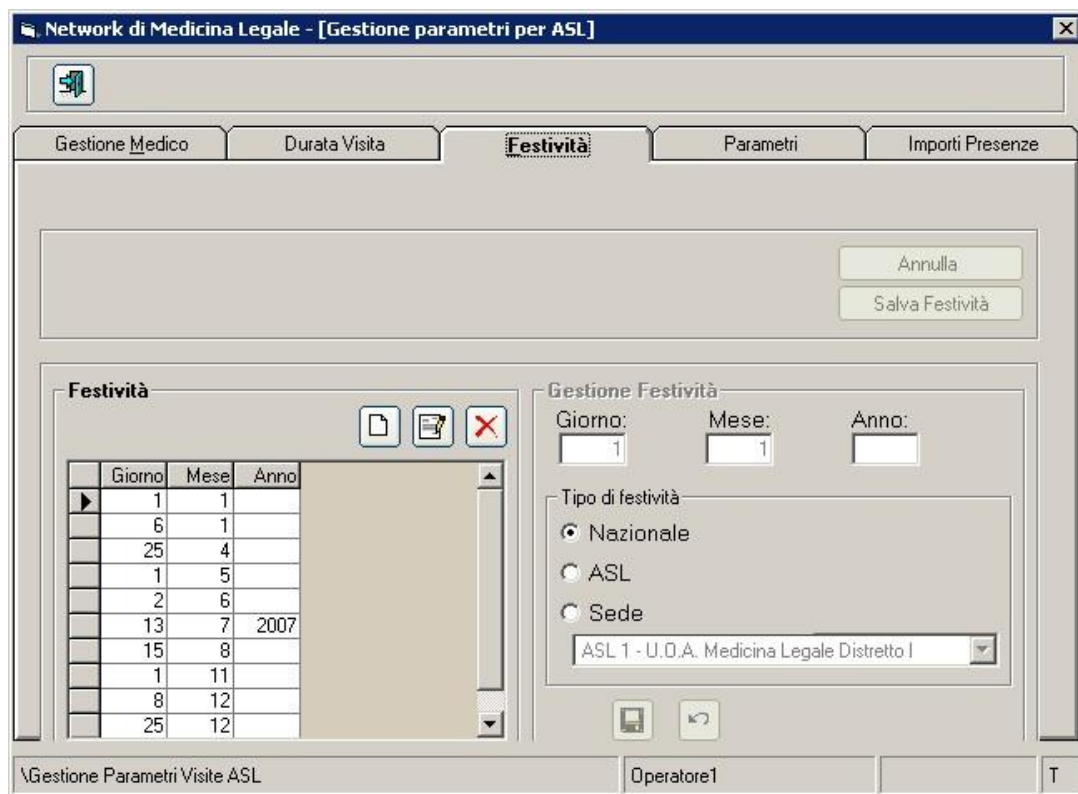 Network di Medicina Legale - [Gestione parametri per ASL]
Gestione Medico Durata Visita Festività Parametri Importi Presenze
Annulla
Salva Festività
Festività
Giorno Mese Anno
1 1
6 1
25 4
1 5
2 6
13 7 2007
15 8
1 11
8 12
25 12
Gestione Festività
Giorno: Mese: Anno:
1 1
Tipo di festività
Nazionale
ASL
Sede
ASL 1 - U.O.A. Medicina Legale Distretto I
\Gestione Parametri Visite ASL Operatore1 T